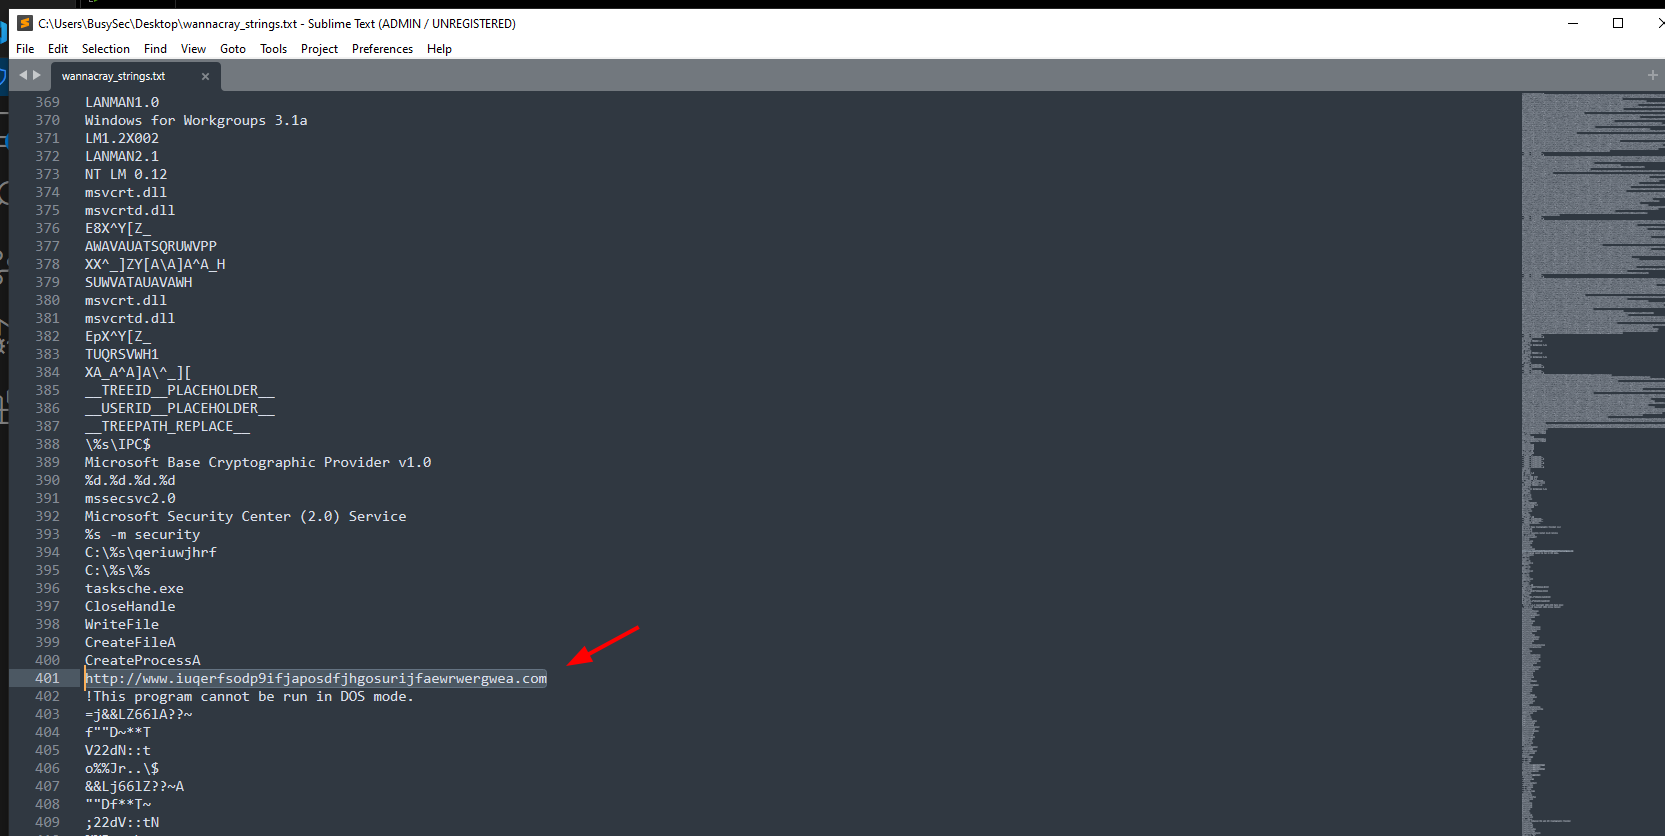 C:\Users\BusySec\Desktop\wannacray_strings.txt - Sublime Text (ADMIN / UNREGISTERED)
File Edit Selection Find View Goto Tools Project Preferences Help
wannacray_strings.txt
369 LANMAN1.0
370 Windows for Workgroups 3.1a
371 LM1.2X002
372 LANMAN2.1
373 NT LM 0.12
374 msvcrt.dll
375 msvcrtd.dll
376 E8X^Y[Z_
377 AWAVAUATSQRUWVPP
378 XX^_]ZY[A\A]A^A_H
379 SUWVATAUAVAWH
380 msvcrt.dll
381 msvcrtd.dll
382 EpX^Y[Z_
383 TUQRSVWH1
384 XA_A^A]A\^_][
385 __TREEID__PLACEHOLDER__
386 __USERID__PLACEHOLDER__
387 __TREEPATH_REPLACE__
388 \%s\IPC$
389 Microsoft Base Cryptographic Provider v1.0
390 %d.%d.%d.%d
391 mssecsvc2.0
392 Microsoft Security Center (2.0) Service
393 %s -m security
394 C:\%s\qeriuwjhrf
395 C:\%s\%s
396 tasksche.exe
397 CloseHandle
398 WriteFile
399 CreateFileA
400 CreateProcessA
401 http://www.iuqerfsodp9ifjaposdfjhgosurijfaewrwergwea.com
402 !This program cannot be run in DOS mode.
403 =j&&LZ66lA??~
404 f""D~**T
405 V22dN::t
406 o%%Jr..\$
407 &&Lj66lZ??~A
408 ""Df**T~
409 ;22dV::tN